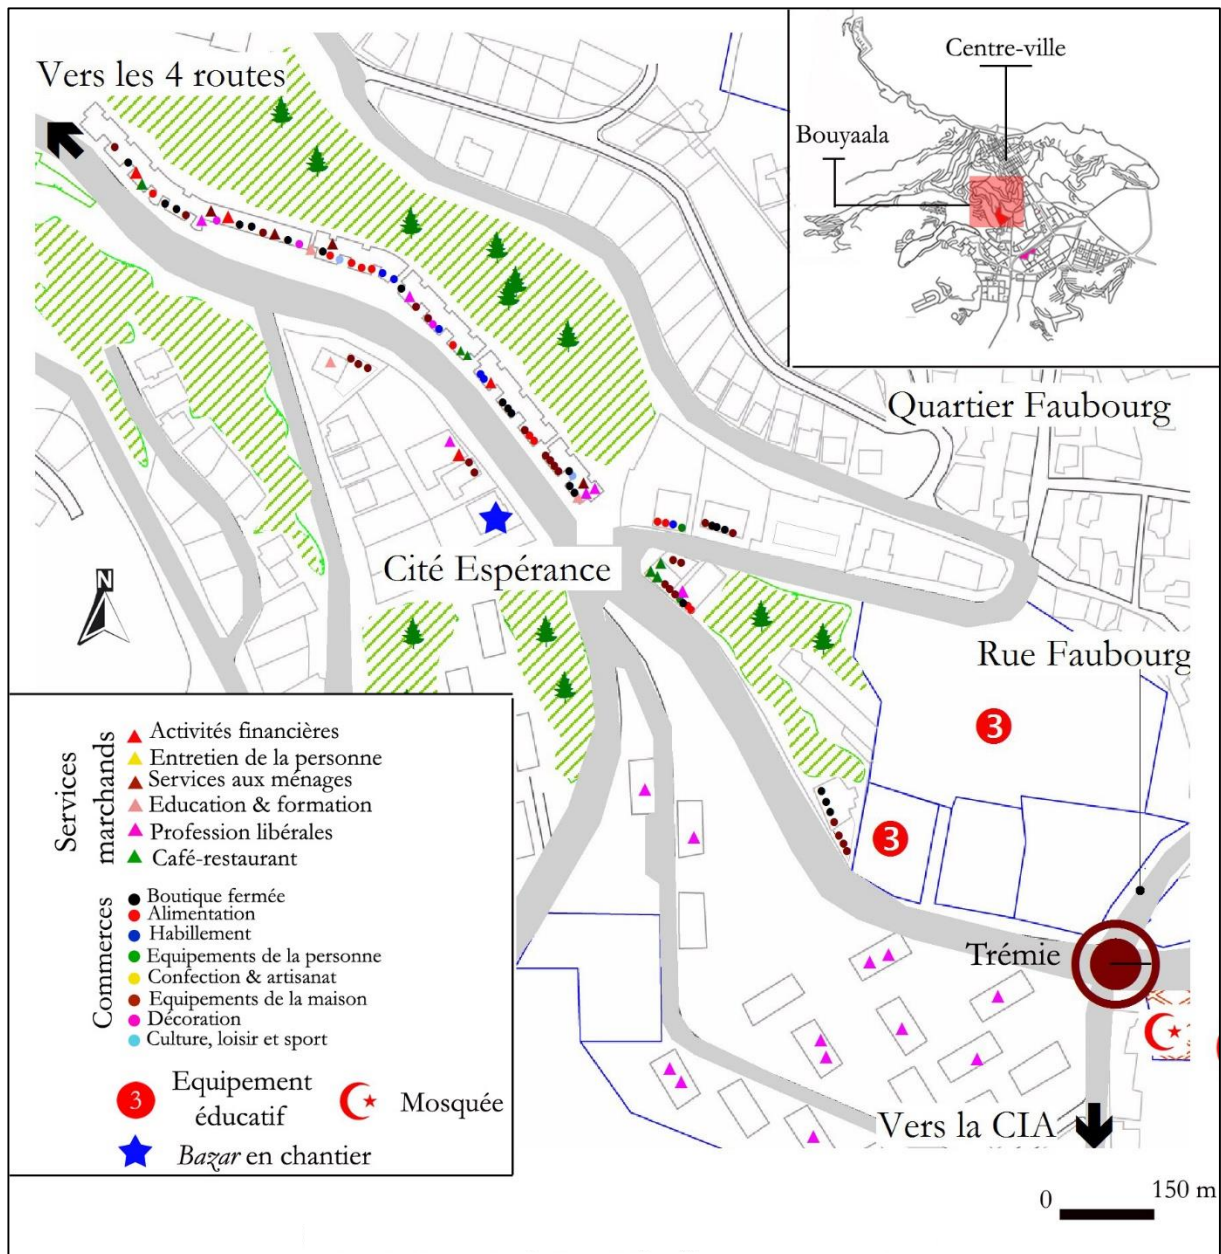 Vers les 4 routes
Centre-ville
Bouyaala
Quartier Faubourg
Cité Espérance
N
Rue Faubourg
3
3
Trémie
Vers la CIA
0 150 m
Services marchands
Activités financières
Entretien de la personne
Services aux ménages
Education & formation
Profession libérales
Café-restaurant
Commerces
Boutique fermée
Alimentation
Habillement
Equipements de la personne
Confection & artisanat
Equipements de la maison
Décoration
Culture, loisir et sport
3 Equipement éducatif
Mosquée
Bazar en chantier